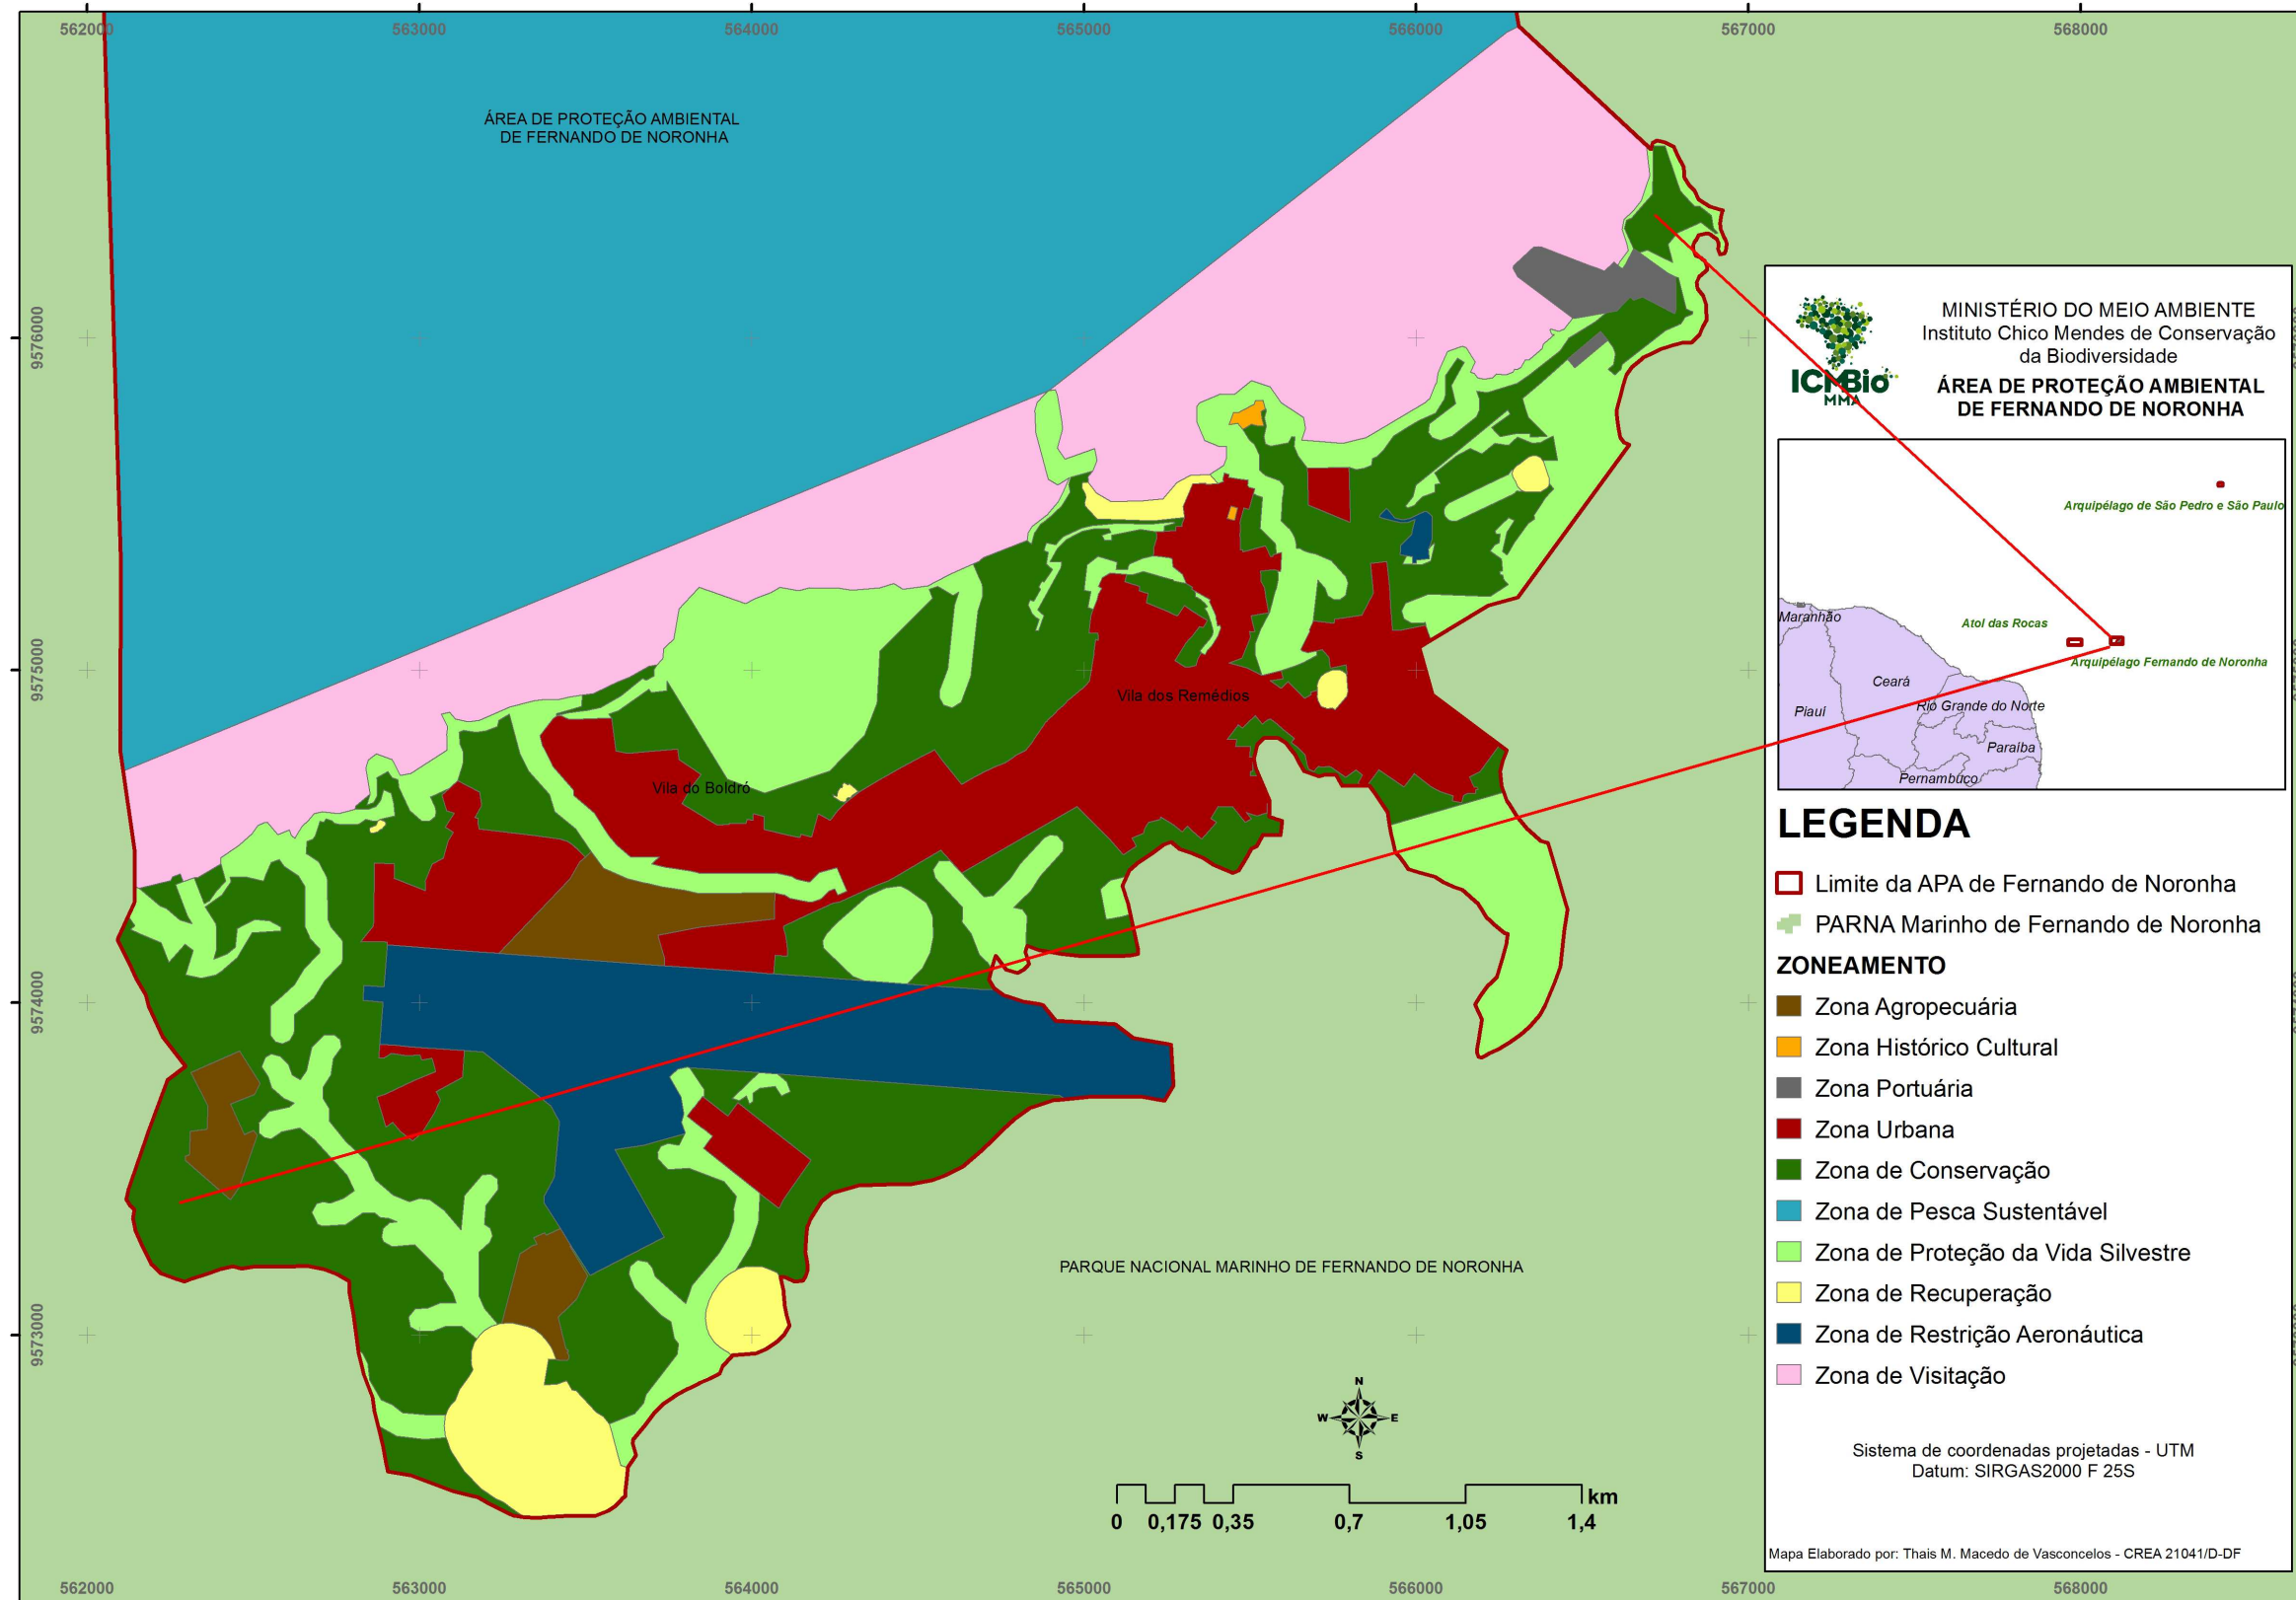 562000 563000 564000 565000 566000 567000 568000
ÁREA DE PROTEÇÃO AMBIENTAL
DE FERNANDO DE NORONHA
9576000
9575000
9574000
9573000
Vila dos Remédios
Vila do Boldró
PARQUE NACIONAL MARINHO DE FERNANDO DE NORONHA
N
W E
S
km
0 0,175 0,35 0,7 1,05 1,4
562000 563000 564000 565000 566000 567000 568000
ICMBio
MMA
MINISTÉRIO DO MEIO AMBIENTE
Instituto Chico Mendes de Conservação
da Biodiversidade
ÁREA DE PROTEÇÃO AMBIENTAL
DE FERNANDO DE NORONHA
Arquipélago de São Pedro e São Paulo
Maranhão
Atol das Rocas
Arquipélago Fernando de Noronha
Ceará
Piauí
Rio Grande do Norte
Paraíba
Pernambuco
LEGENDA
Limite da APA de Fernando de Noronha
PARNA Marinho de Fernando de Noronha
ZONEAMENTO
Zona Agropecuária
Zona Histórico Cultural
Zona Portuária
Zona Urbana
Zona de Conservação
Zona de Pesca Sustentável
Zona de Proteção da Vida Silvestre
Zona de Recuperação
Zona de Restrição Aeronáutica
Zona de Visitação
Sistema de coordenadas projetadas - UTM
Datum: SIRGAS2000 F 25S
Mapa Elaborado por: Thais M. Macedo de Vasconcelos - CREA 21041/D-DF